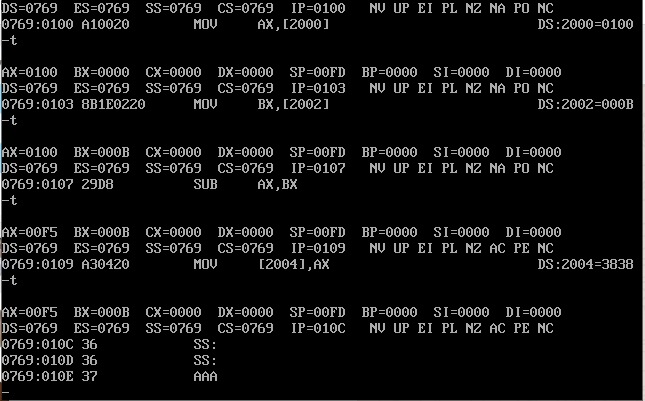 DS=0769 ES=0769 SS=0769 CS=0769 IP=0100 NV UP EI PL NZ NA PO NC
0769:0100 A10020 MOV AX,[2000] DS:2000=0100
-t
AX=0100 BX=0000 CX=0000 DX=0000 SP=00FD BP=0000 SI=0000 DI=0000
DS=0769 ES=0769 SS=0769 CS=0769 IP=0103 NV UP EI PL NZ NA PO NC
0769:0103 8B1E0220 MOV BX,[2002] DS:2002=000B
-t
AX=0100 BX=000B CX=0000 DX=0000 SP=00FD BP=0000 SI=0000 DI=0000
DS=0769 ES=0769 SS=0769 CS=0769 IP=0107 NV UP EI PL NZ NA PO NC
0769:0107 29D8 SUB AX,BX
-t
AX=00F5 BX=000B CX=0000 DX=0000 SP=00FD BP=0000 SI=0000 DI=0000
DS=0769 ES=0769 SS=0769 CS=0769 IP=0109 NV UP EI PL NZ AC PE NC
0769:0109 A30420 MOV [2004],AX DS:2004=3838
-t
AX=00F5 BX=000B CX=0000 DX=0000 SP=00FD BP=0000 SI=0000 DI=0000
DS=0769 ES=0769 SS=0769 CS=0769 IP=010C NV UP EI PL NZ AC PE NC
0769:010C 36 SS:
0769:010D 36 SS:
0769:010E 37 AAA
-